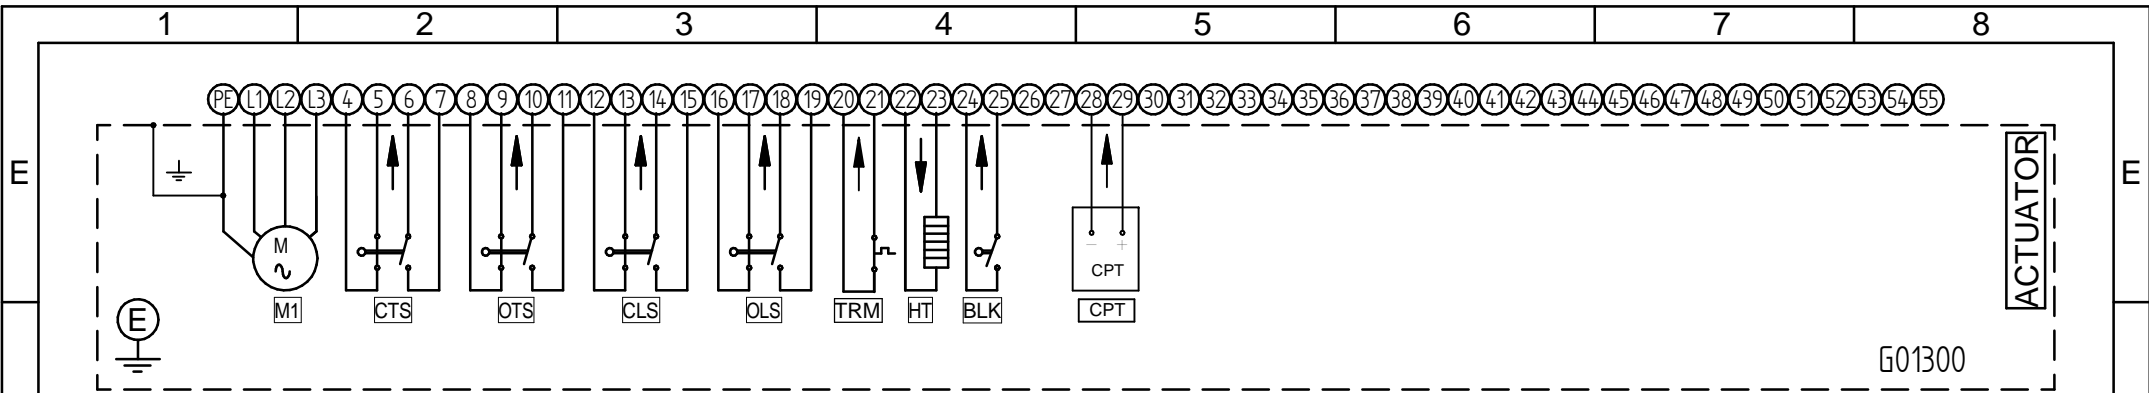 1 2 3 4 5 6 7 8
PE L1 L2 L3 4 5 6 7 8 9 10 11 12 13 14 15 16 17 18 19 20 21 22 23 24 25 26 27 28 29 30 31 32 33 34 35 36 37 38 39 40 41 42 43 44 45 46 47 48 49 50 51 52 53 54 55
E E
ACTUATOR
M
- +
CPT
M1 CTS OTS CLS OLS TRM HT BLK CPT
E
G01300